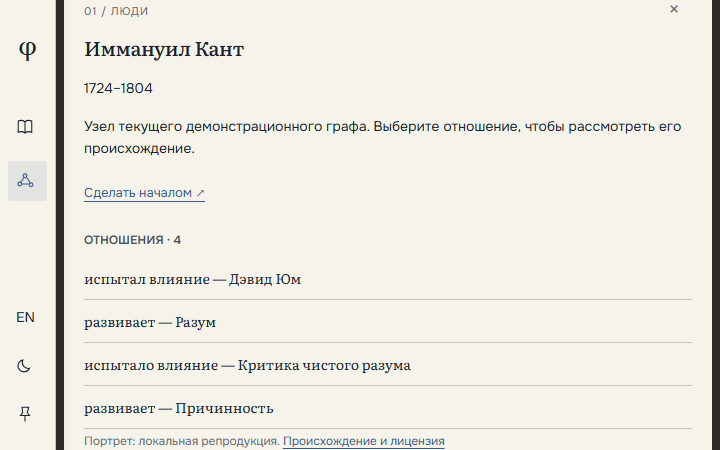 01 / ЛЮДИ
×
φ
Иммануил Кант
1724–1804
Узел текущего демонстрационного графа. Выберите отношение, чтобы рассмотреть его
происхождение.
Сделать началом ↗
ОТНОШЕНИЯ · 4
испытал влияние — Дэвид Юм
развивает — Разум
EN
испытало влияние — Критика чистого разума
развивает — Причинность
Портрет: локальная репродукция. Происхождение и лицензия